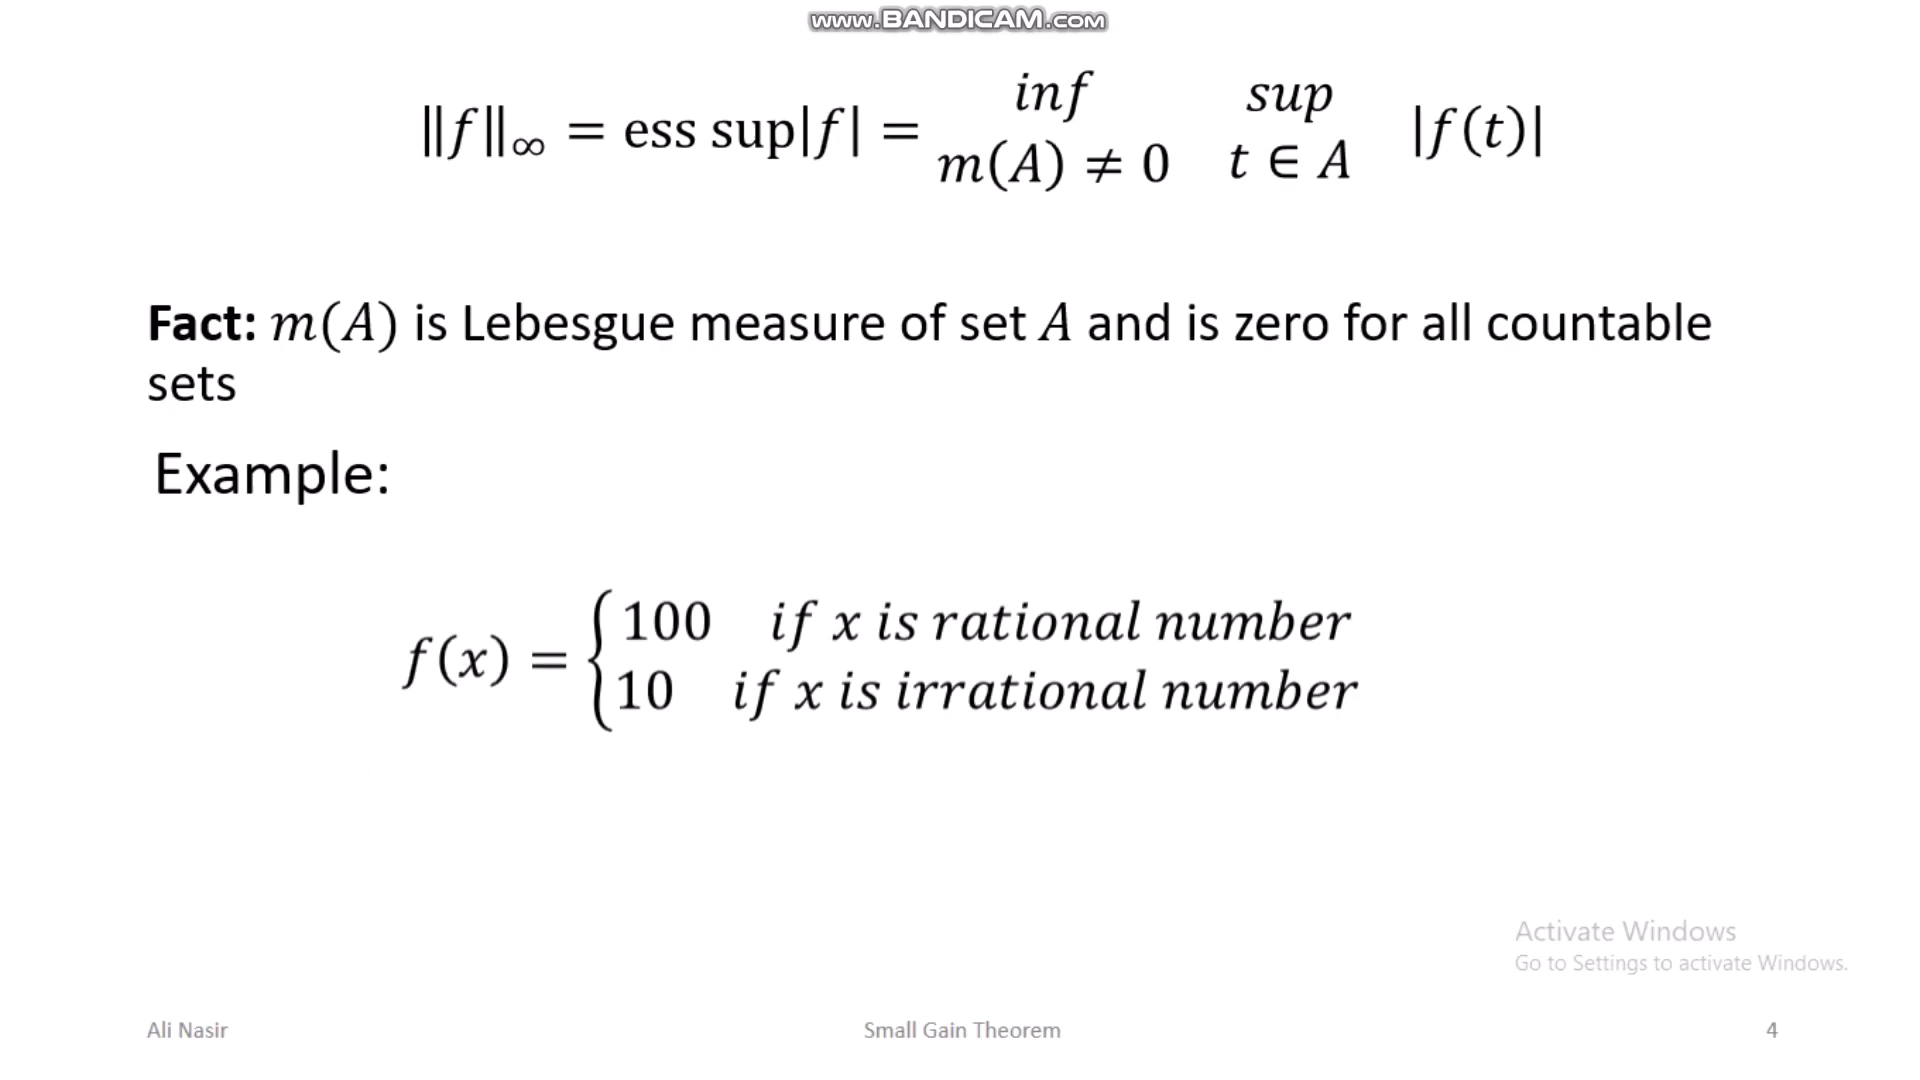 www.BANDICAM.com
‖f‖∞ = ess sup|f| = inf m(A) ≠ 0 sup t ∈ A |f(t)|
Fact: m(A) is Lebesgue measure of set A and is zero for all countable
sets
Example:
f(x) = { 100 if x is rational number
10 if x is irrational number
Activate Windows
Go to Settings to activate Windows.
Ali Nasir Small Gain Theorem 4